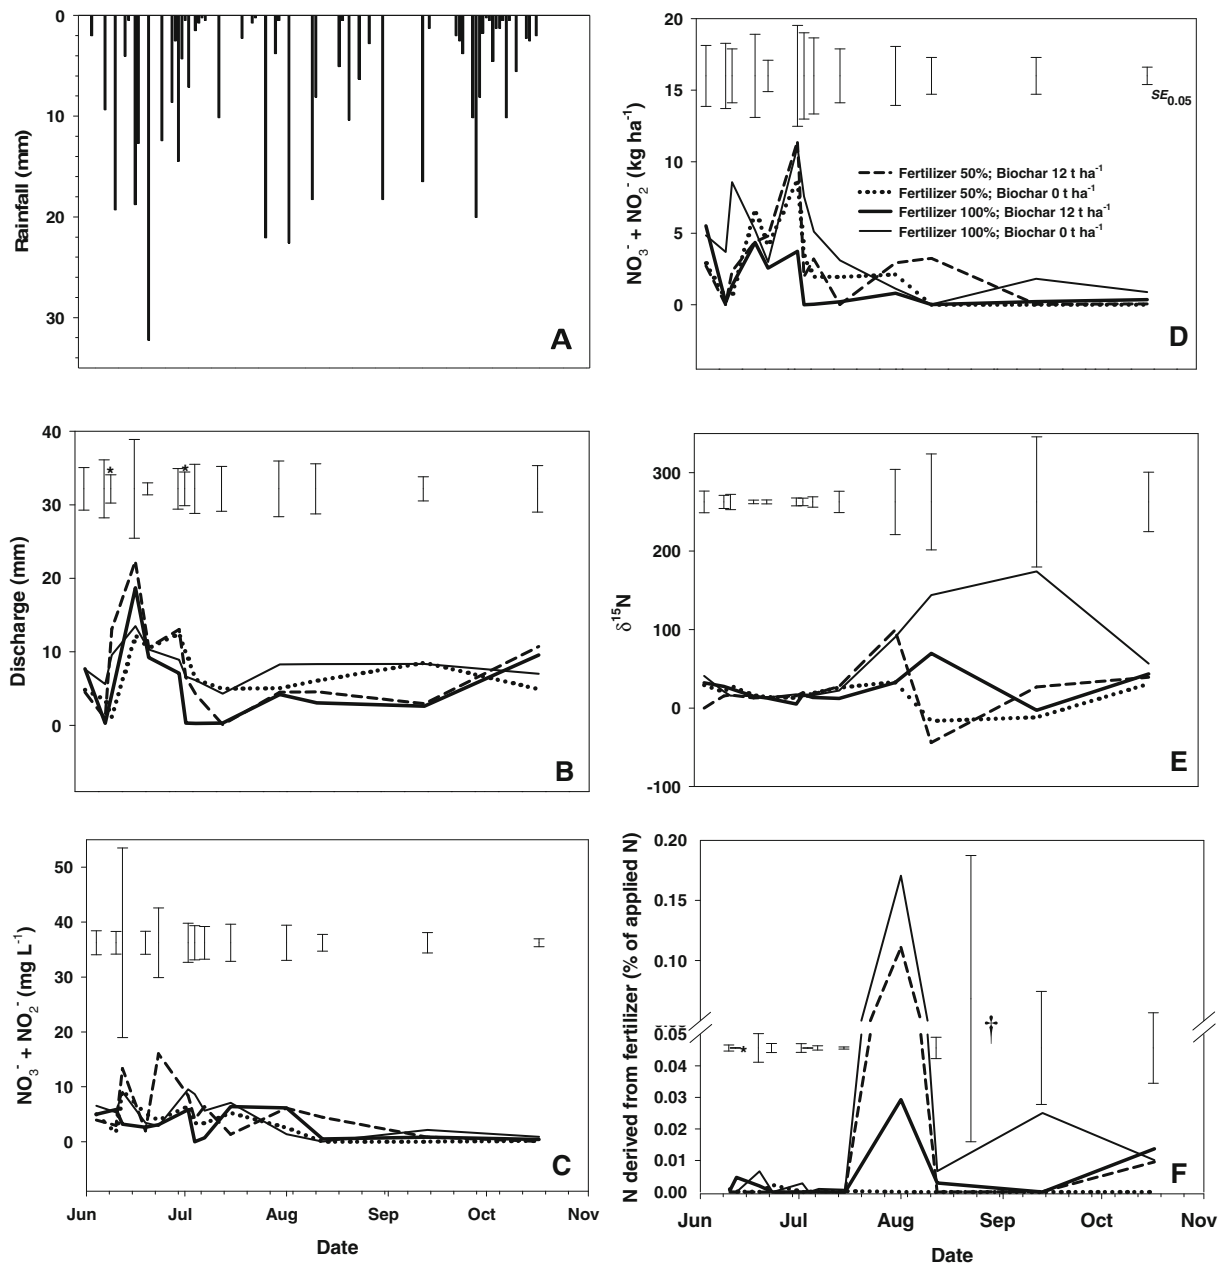 0
10
20
30
Rainfall (mm)
A
40
30
20
10
0
Discharge (mm)
* *
B
50
40
30
20
10
0
NO₃⁻ + NO₂⁻ (mg L⁻¹)
C
Jun Jul Aug Sep Oct Nov
Date
20
15
10
5
0
NO₃⁻ + NO₂⁻ (kg ha⁻¹)
SE₀.₀₅
Fertilizer 50%; Biochar 12 t ha⁻¹
Fertilizer 50%; Biochar 0 t ha⁻¹
Fertilizer 100%; Biochar 12 t ha⁻¹
Fertilizer 100%; Biochar 0 t ha⁻¹
D
300
200
100
0
-100
δ¹⁵N
E
0.20
0.15
0.10
0.05
0.04
0.03
0.02
0.01
0.00
N derived from fertilizer (% of applied N)
*
†
F
Jun Jul Aug Sep Oct Nov
Date